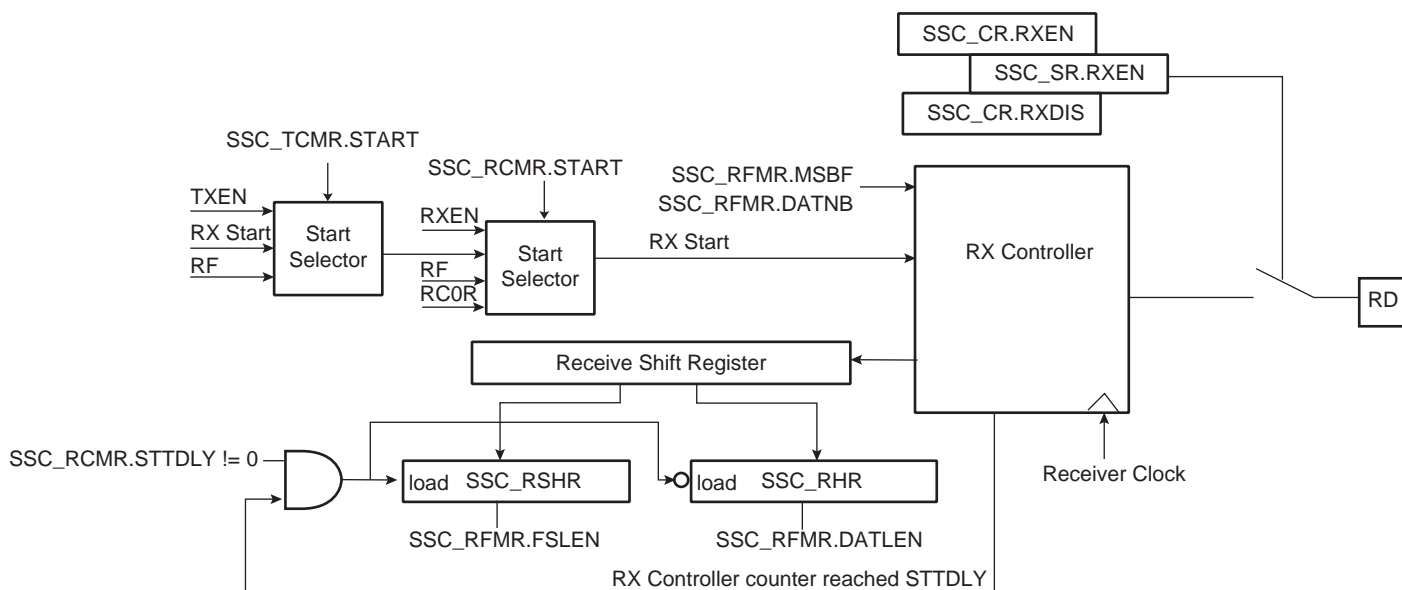 SSC_CR.RXEN
SSC_SR.RXEN
SSC_CR.RXDIS
SSC_TCMR.START
SSC_RCMR.START
SSC_RFMR.MSBF
SSC_RFMR.DATNB
TXEN
RX Start
RF
Start
Selector
RXEN
RF
RC0R
Start
Selector
RX Start
RX Controller
RD
Receive Shift Register
SSC_RCMR.STTDLY != 0
load SSC_RSHR
load SSC_RHR
Receiver Clock
SSC_RFMR.FSLEN
SSC_RFMR.DATLEN
RX Controller counter reached STTDLY